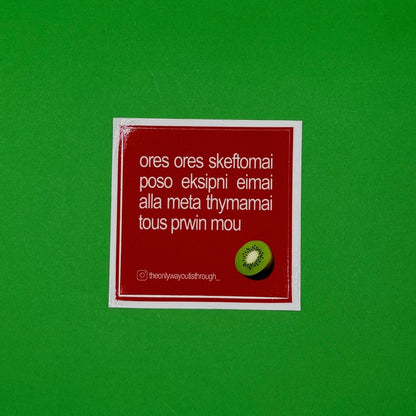 ores ores skeftomai
poso eksipni eimai
alla meta thymamai
tous prwin mou
theonlywayoutisthrough_